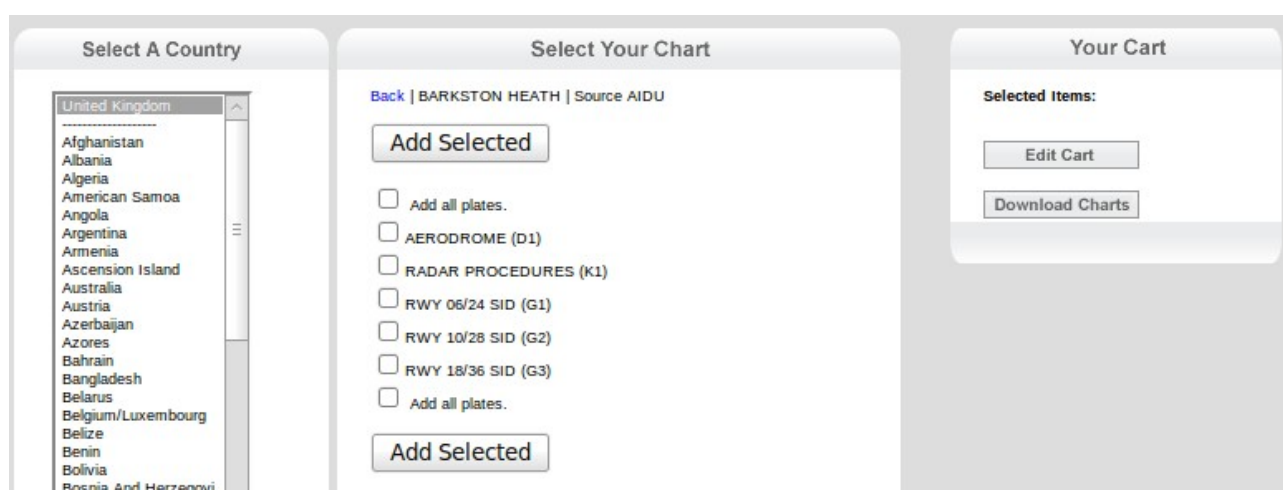 Select A Country
United Kingdom
-------------------
Afghanistan
Albania
Algeria
American Samoa
Angola
Argentina
Armenia
Ascension Island
Australia
Austria
Azerbaijan
Azores
Bahrain
Bangladesh
Belarus
Belgium/Luxembourg
Belize
Benin
Bolivia
Bosnia And Herzegovi
Select Your Chart
Back | BARKSTON HEATH | Source AIDU
Add Selected
Add all plates.
AERODROME (D1)
RADAR PROCEDURES (K1)
RWY 06/24 SID (G1)
RWY 10/28 SID (G2)
RWY 18/36 SID (G3)
Add all plates.
Add Selected
Your Cart
Selected Items:
Edit Cart
Download Charts